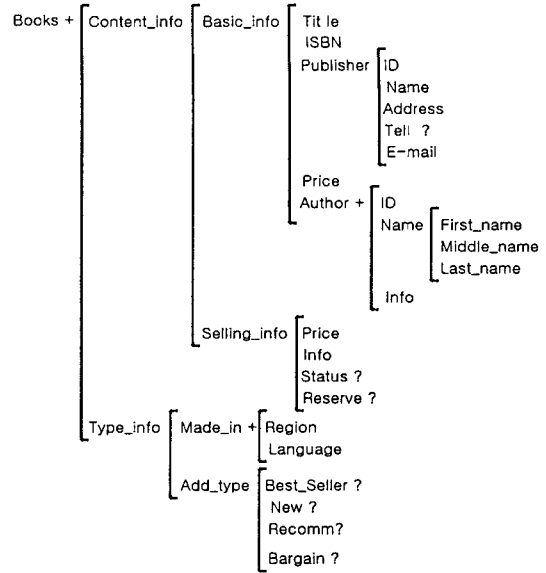 Books + Content_info Basic_info Tit le
ISBN
Publisher ID
Name
Address
Tell ?
E-mail
Price
Author + ID
Name First_name
Middle_name
Last_name
Info
Selling_info Price
Info
Status ?
Reserve ?
Type_info Made_in + Region
Language
Add_type Best_Seller ?
New ?
Recomm?
Bargain ?